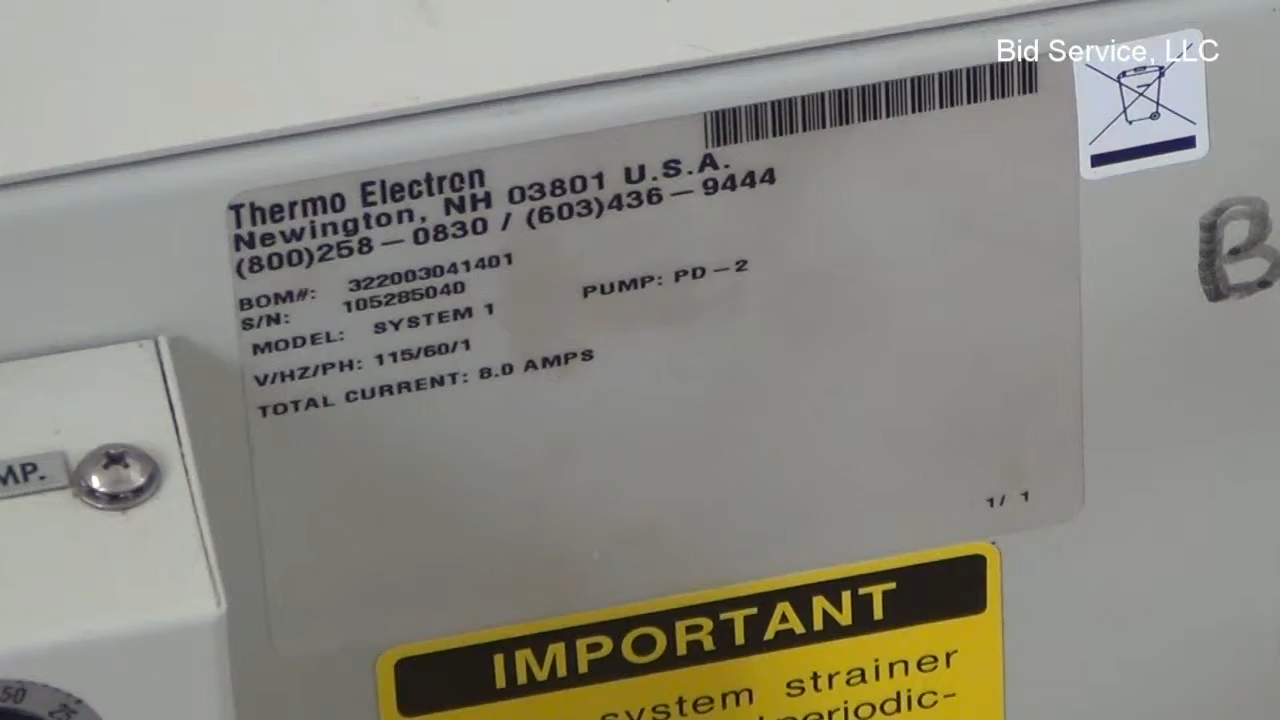 Bid Service, LLC
Thermo Electron
Newington, NH 03801 U.S.A.
(800)258-0830 / (603)436-9444
BOM#: 322003041401
S/N: 105285040
MODEL: SYSTEM 1 PUMP: PD-2
V/HZ/PH: 115/60/1
TOTAL CURRENT: 8.0 AMPS
1/ 1
B
MP.
50
25
IMPORTANT
system strainer
periodic-